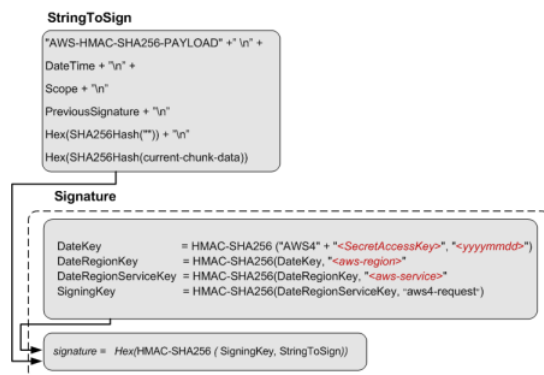 StringToSign
"AWS-HMAC-SHA256-PAYLOAD" +" \n" +
DateTime + "\n" +
Scope + "\n"
PreviousSignature + "\n"
Hex(SHA256Hash("")) + "\n"
Hex(SHA256Hash(current-chunk-data))
Signature
DateKey = HMAC-SHA256 ("AWS4" + "<SecretAccessKey>", "<yyyymmdd>")
DateRegionKey = HMAC-SHA256(DateKey, "<aws-region>")
DateRegionServiceKey = HMAC-SHA256(DateRegionKey, "<aws-service>")
SigningKey = HMAC-SHA256(DateRegionServiceKey, "aws4-request")
signature = Hex(HMAC-SHA256 ( SigningKey, StringToSign))